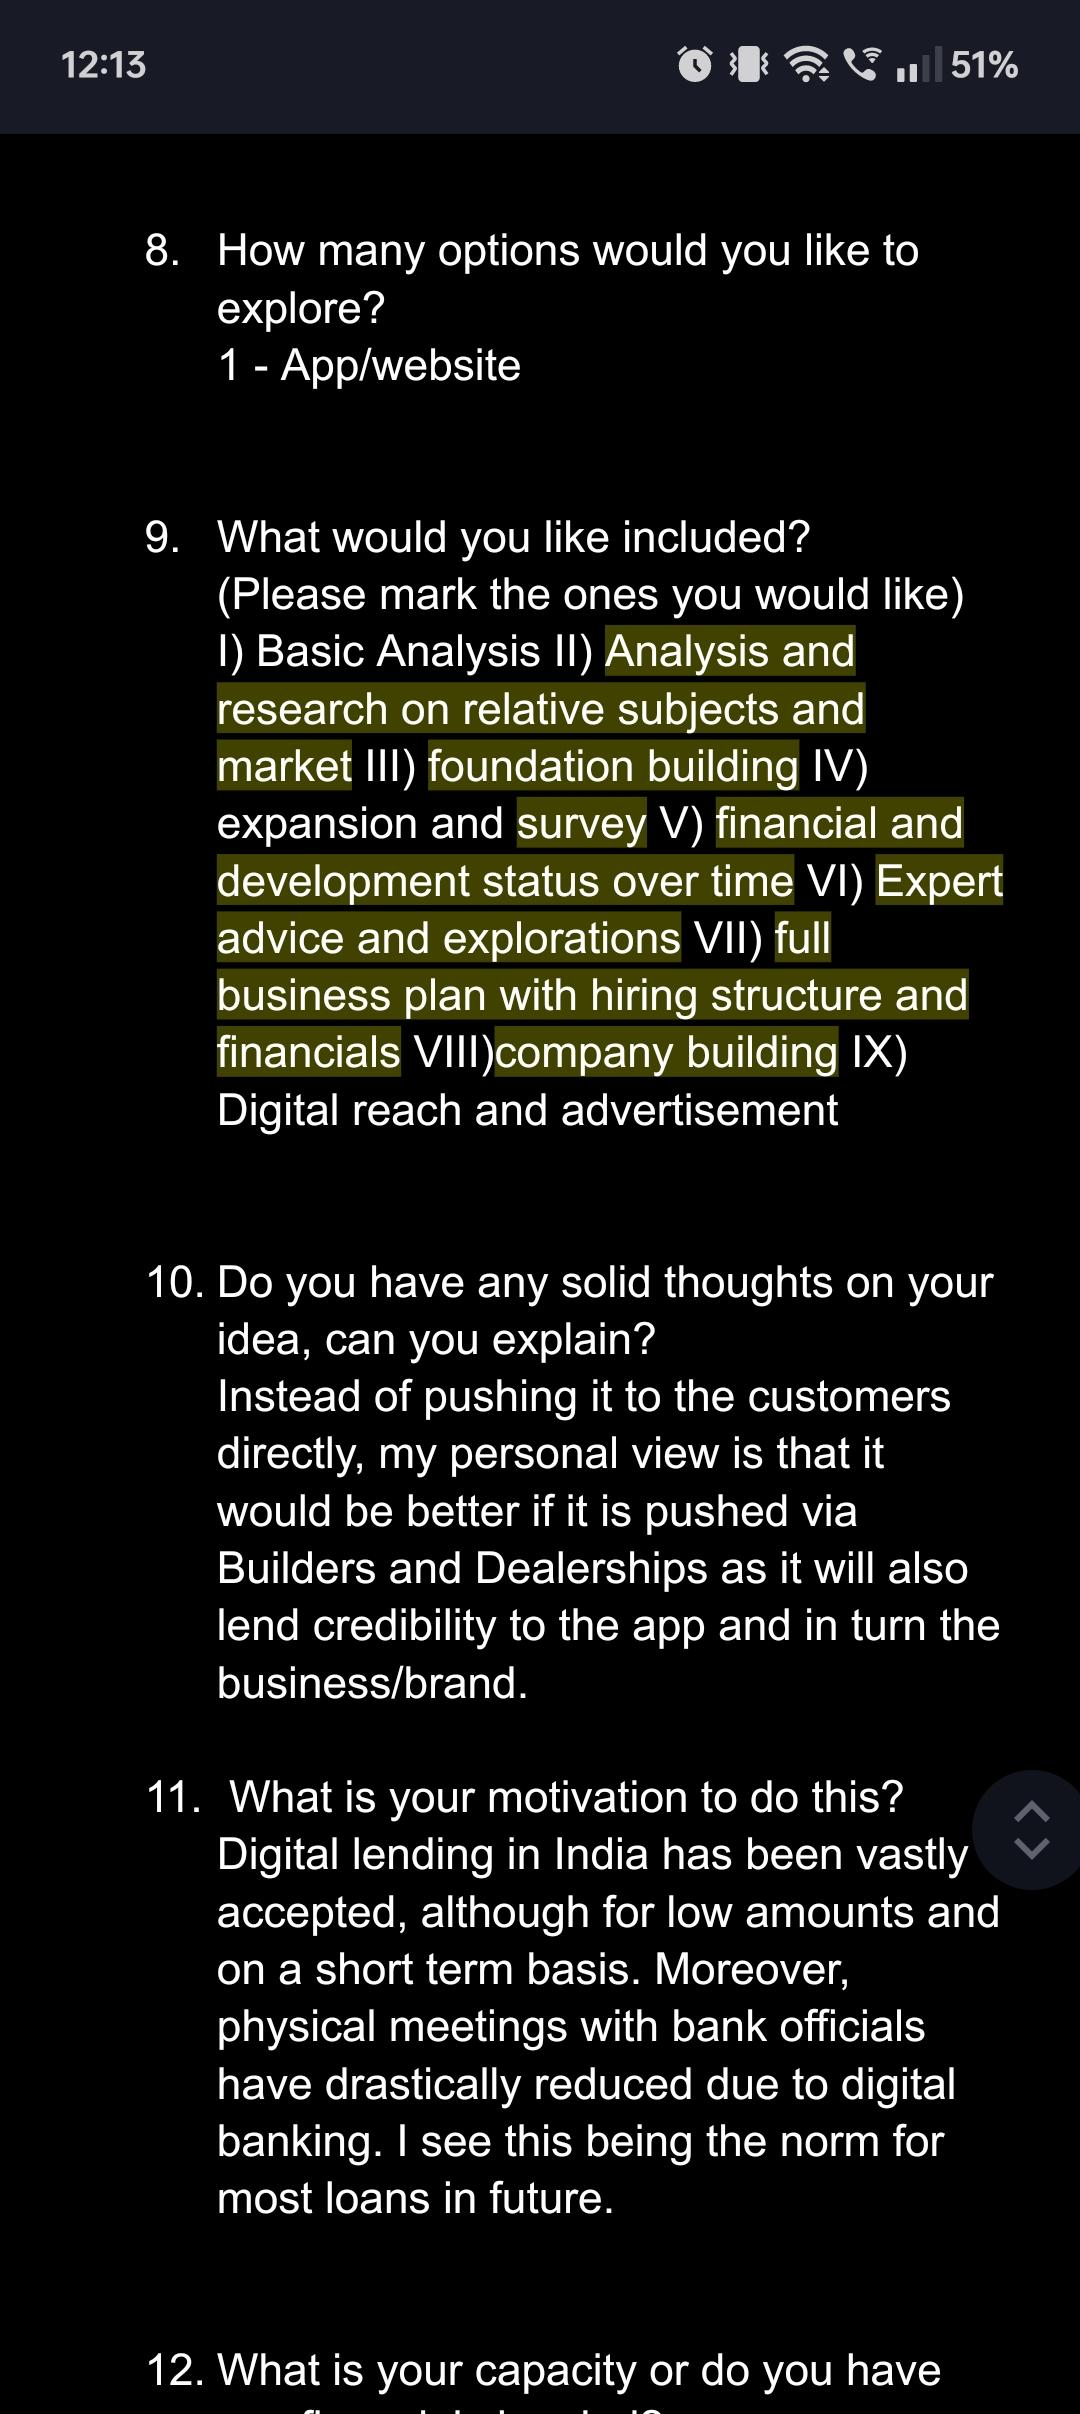 12:13
51%
8. How many options would you like to
explore?
1 - App/website
9. What would you like included?
(Please mark the ones you would like)
I) Basic Analysis II) Analysis and
research on relative subjects and
market III) foundation building IV)
expansion and survey V) financial and
development status over time VI) Expert
advice and explorations VII) full
business plan with hiring structure and
financials VIII)company building IX)
Digital reach and advertisement
10. Do you have any solid thoughts on your
idea, can you explain?
Instead of pushing it to the customers
directly, my personal view is that it
would be better if it is pushed via
Builders and Dealerships as it will also
lend credibility to the app and in turn the
business/brand.
11. What is your motivation to do this?
Digital lending in India has been vastly
accepted, although for low amounts and
on a short term basis. Moreover,
physical meetings with bank officials
have drastically reduced due to digital
banking. I see this being the norm for
most loans in future.
12. What is your capacity or do you have